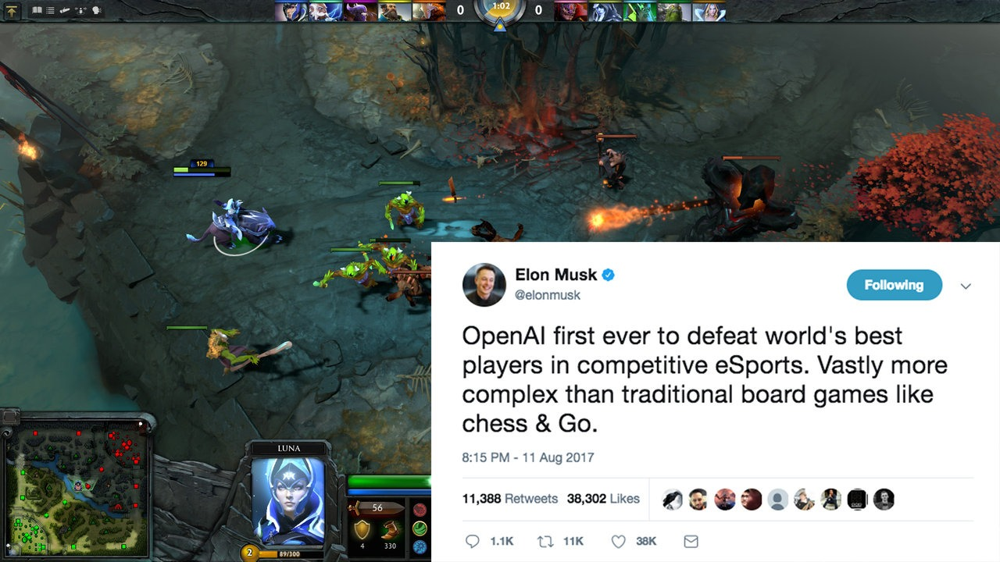 0
1:02
0
129
Elon Musk
@elonmusk
Following
OpenAI first ever to defeat world's best
players in competitive eSports. Vastly more
complex than traditional board games like
chess & Go.
8:15 PM - 11 Aug 2017
11,388 Retweets 38,302 Likes
1.1K 11K 38K
LUNA
56
4 330
2 89/300